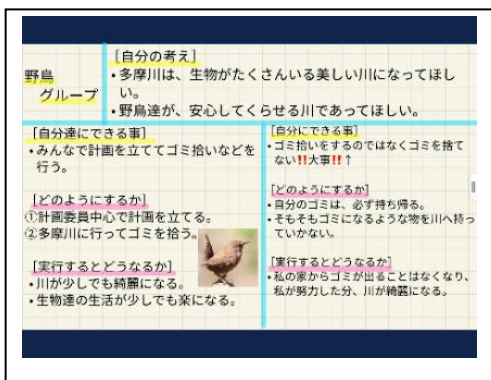 野鳥
グループ
[自分の考え]
・多摩川は、生物がたくさんいる美しい川になってほし
い。
・野鳥達が、安心してくらせる川であってほしい。
[自分達にできる事]
・みんなで計画を立ててゴミ拾いなどを
行う。
[どのようにするか]
①計画委員中心で計画を立てる。
②多摩川に行ってゴミを拾う。
[実行するとどうなるか]
・川が少しでも綺麗になる。
・生物達の生活が少しでも楽になる。
[自分にできる事]
・ゴミ拾いをするのではなくゴミを捨て
ない‼大事‼↑
[どのようにするか]
・自分のゴミは、必ず持ち帰る。
・そもそもゴミになるような物を川へ持っ
ていかない。
[実行するとどうなるか]
・私の家からゴミが出ることはなくなり、
私が努力した分、川が綺麗になる。